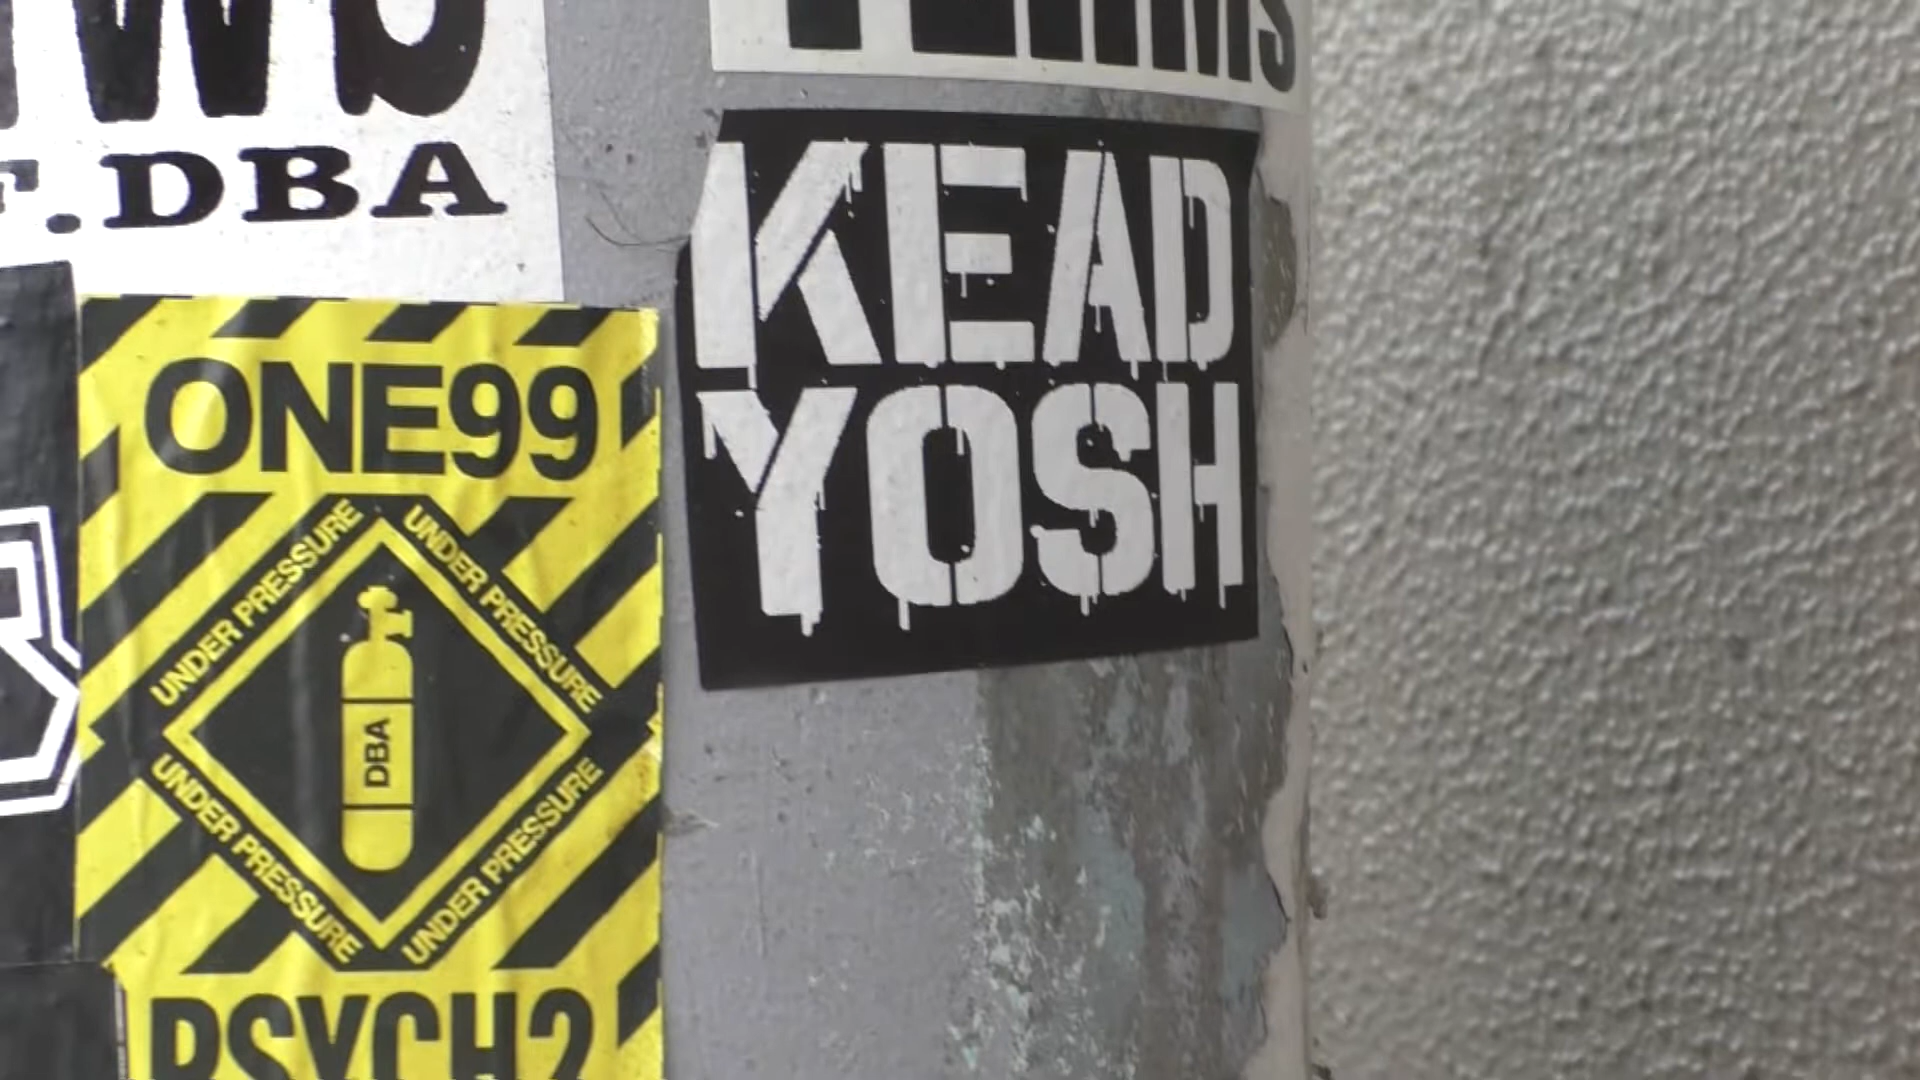 F.DBA
KEAD
YOSH
ONE99
UNDER PRESSURE
UNDER PRESSURE
DBA
UNDER PRESSURE
UNDER PRESSURE
PSYCH2